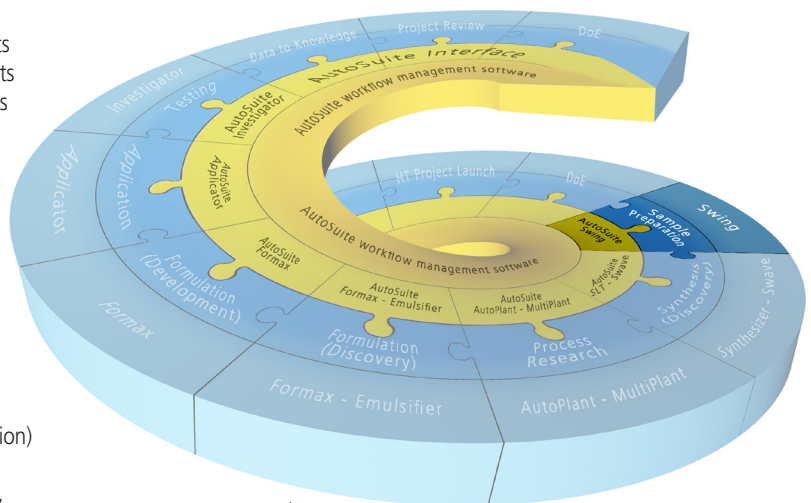 ts
ts
s
Data to Knowledge
Project Review
DoE
Investigator
Testing
AutoSuite Interface
AutoSuite
Investigator
AutoSuite workflow management software
Applicator
Application
AutoSuite
Applicator
HT Project Launch
DoE
Sample
Preparation
Swing
AutoSuite
Swing
AutoSuite workflow management software
AutoSuite
SLT - Swave
Synthesis
(Discovery)
Synthesizer - Swave
AutoSuite
Formax
AutoSuite
Formax - Emulsifier
AutoSuite
AutoPlant - MultiPlant
Formulation
(Development)
Formulation
(Discovery)
Process
Research
Formax
Formax - Emulsifier
AutoPlant - MultiPlant
ion)